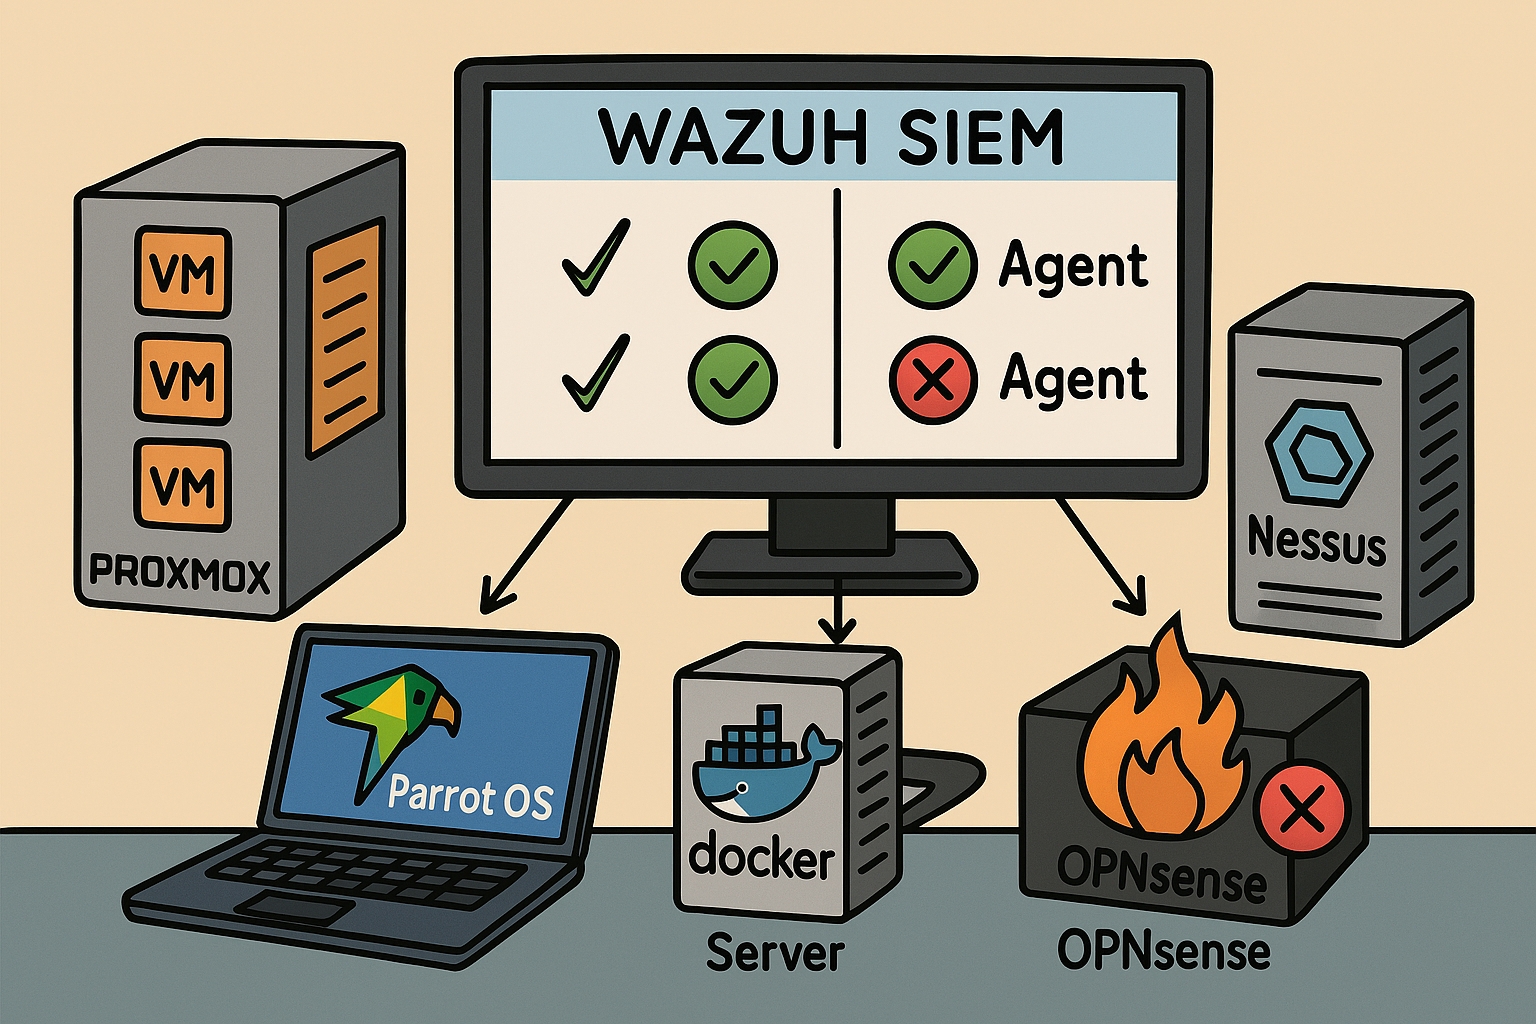 WAZUH SIEM
Agent
Agent
VM
VM
VM
PROXMOX
Nessus
Parrot OS
docker
Server
OPNsense
OPNsense